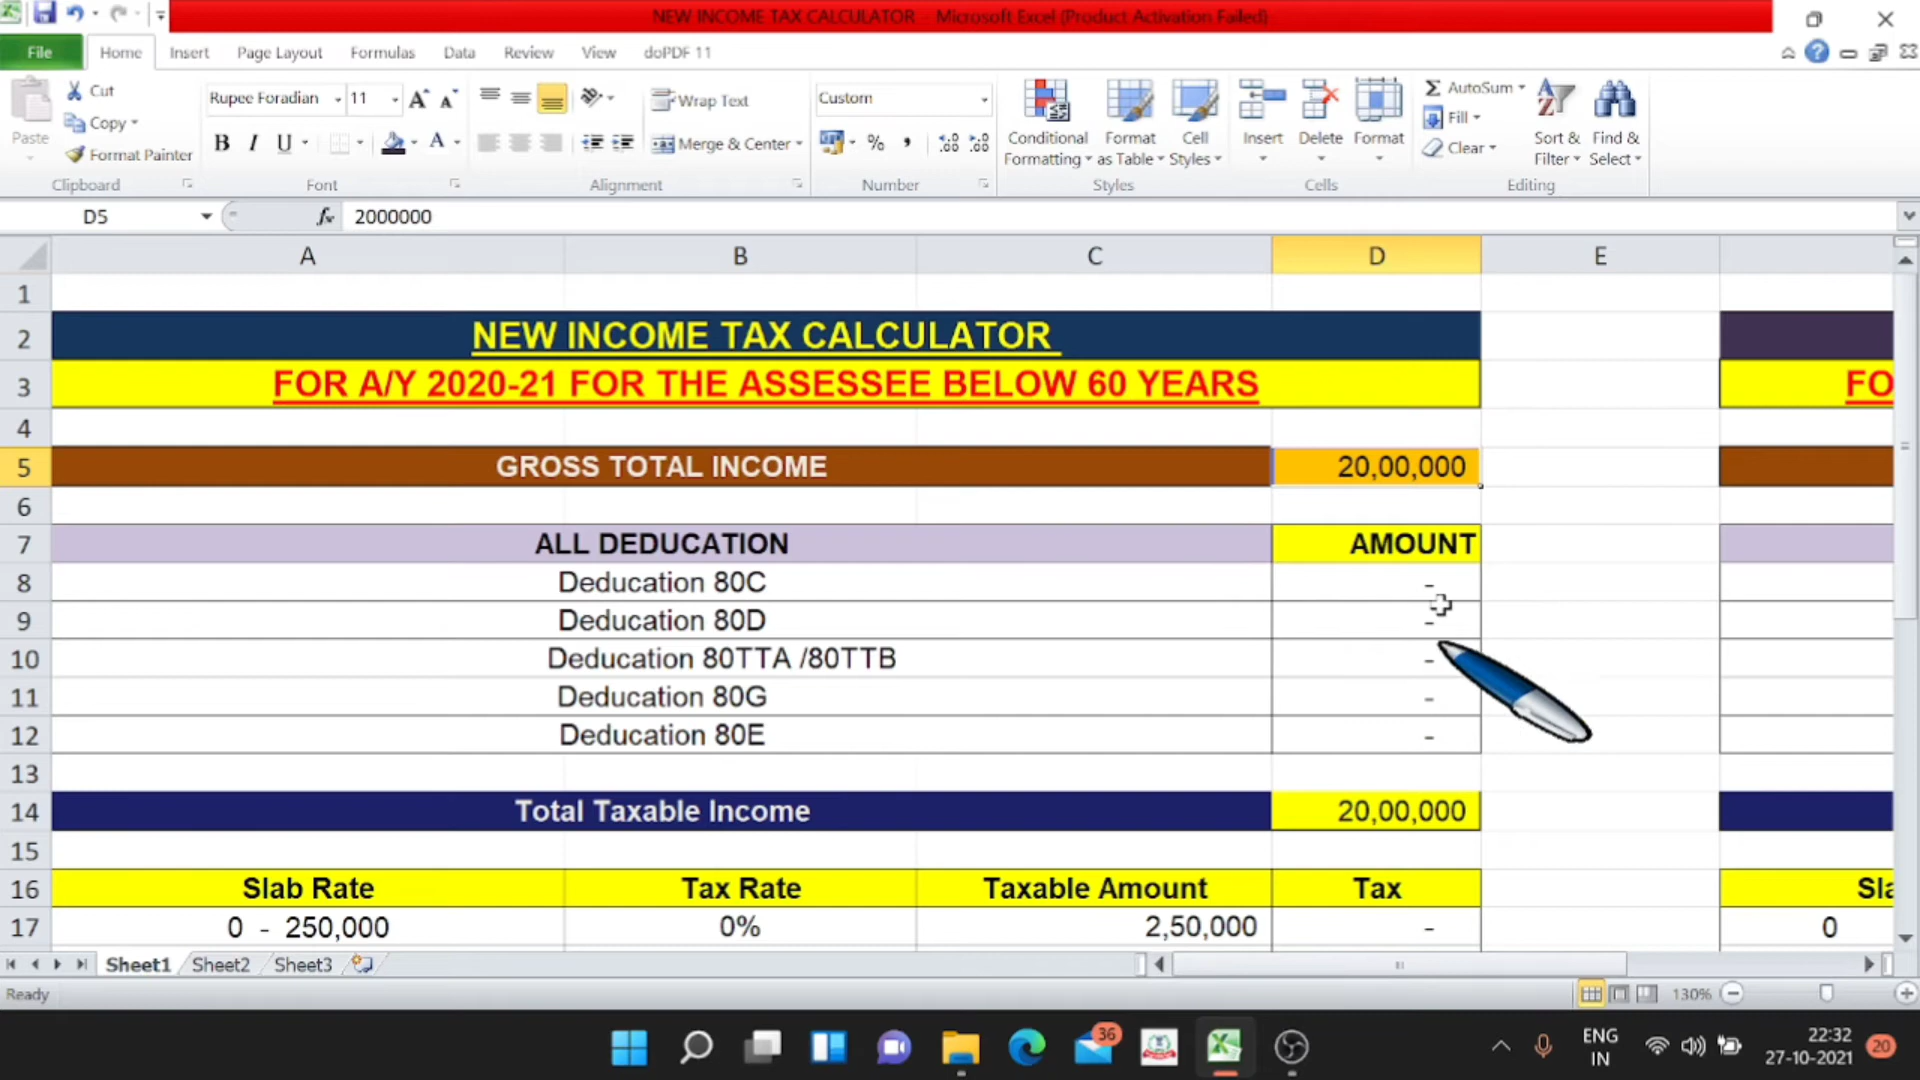 NEW INCOME TAX CALCULATOR - Microsoft Excel (Product Activation Failed)
File Home Insert Page Layout Formulas Data Review View doPDF 11
Paste
Cut
Copy
Format Painter
Clipboard
Rupee Foradian 11 A A
B I U A
Font
Wrap Text
Merge & Center
Alignment
Custom
% ,
Number
Conditional Formatting
Format as Table
Cell Styles
Styles
Insert Delete Format
Cells
Σ AutoSum
Fill
Clear
Sort & Filter
Find & Select
Editing
D5 fx 2000000
A B C D E
1
2 NEW INCOME TAX CALCULATOR
3 FOR A/Y 2020-21 FOR THE ASSESSEE BELOW 60 YEARS FO
4
5 GROSS TOTAL INCOME 20,00,000
6
7 ALL DEDUCATION AMOUNT
8 Deducation 80C -
9 Deducation 80D -
10 Deducation 80TTA /80TTB -
11 Deducation 80G -
12 Deducation 80E -
13
14 Total Taxable Income 20,00,000
15
16 Slab Rate Tax Rate Taxable Amount Tax Sla
17 0 - 250,000 0% 2,50,000 - 0
Sheet1 Sheet2 Sheet3
Ready 130%
36
ENG
IN
22:32
27-10-2021
20